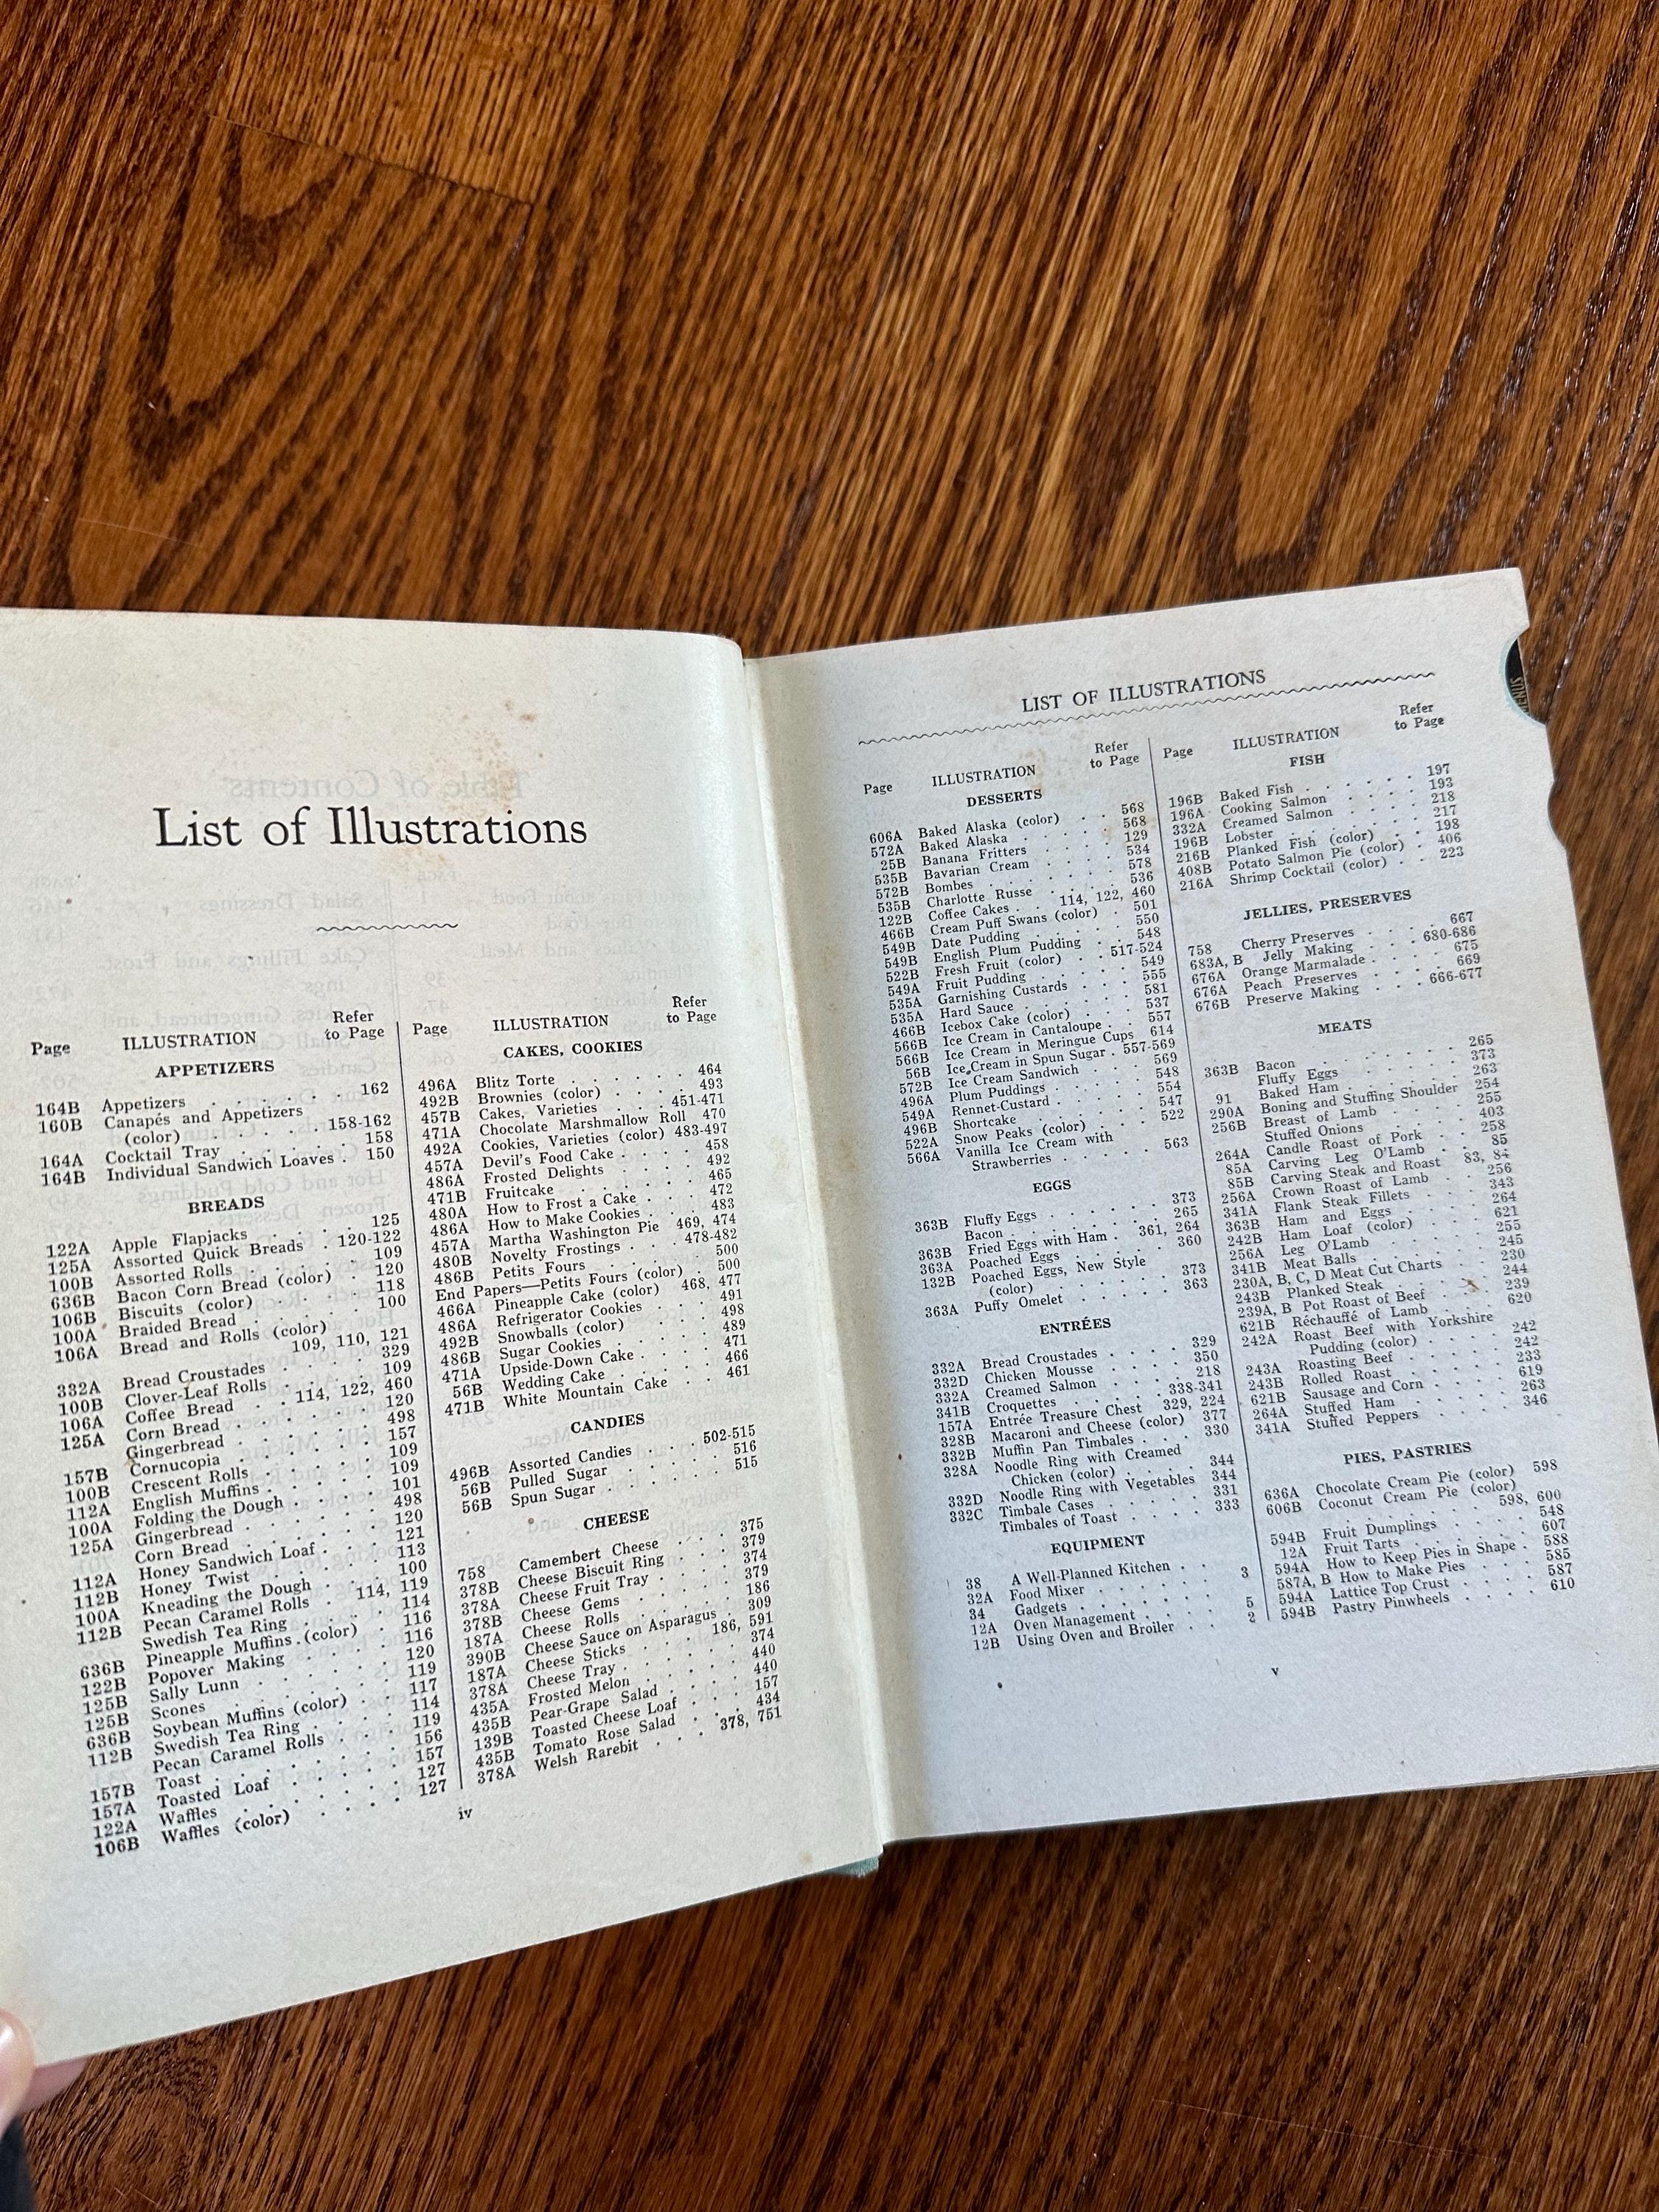 List of Illustrations
Page ILLUSTRATION Refer to Page
APPETIZERS
164B Appetizers . . . . . . 162
160B Canapés and Appetizers
(color) . . . . . 158-162
164A Cocktail Tray . . . . . 158
164B Individual Sandwich Loaves . 150
BREADS
122A Apple Flapjacks . . . . 125
125A Assorted Quick Breads . 120-122
100B Assorted Rolls . . . . . 109
636B Bacon Corn Bread (color) . 120
106B Biscuits (color) . . . . 118
100A Braided Bread . . . . . 100
106A Bread and Rolls (color)
109, 110, 121
332A Bread Croustades . . . . 329
100B Clover-Leaf Rolls . . . . 109
106A Coffee Bread . . 114, 122, 460
125A Corn Bread . . . . . 120
Gingerbread . . . . . 498
157B Cornucopia . . . . . 157
100B Crescent Rolls . . . . . 109
112A English Muffins . . . . . 109
100A Folding the Dough . . . . 101
125A Gingerbread . . . . . 498
Corn Bread . . . . . 120
112A Honey Sandwich Loaf . . . 121
112B Honey Twist . . . . . 113
100A Kneading the Dough . . . 100
112B Pecan Caramel Rolls . 114, 119
Swedish Tea Ring . . . . 114
636B Pineapple Muffins (color) . . 116
122B Popover Making . . . . 116
125B Sally Lunn . . . . . 120
125B Scones . . . . . . 119
636B Soybean Muffins (color) . . 117
112B Swedish Tea Ring . . . . 114
Pecan Caramel Rolls . . . 119
157B Toast . . . . . . 156
157A Toasted Loaf . . . . . 157
122A Waffles . . . . . . 127
106B Waffles (color) . . . . 127
Page ILLUSTRATION Refer to Page
CAKES, COOKIES
496A Blitz Torte . . . . . . 464
492B Brownies (color) . . . . 493
457B Cakes, Varieties . . . 451-471
471A Chocolate Marshmallow Roll 470
492A Cookies, Varieties (color) 483-497
457A Devil's Food Cake . . . . 458
486A Frosted Delights . . . . 492
471B Fruitcake . . . . . . 465
480A How to Frost a Cake . . . 472
486A How to Make Cookies . . . 483
457A Martha Washington Pie 469, 474
480B Novelty Frostings . . . 478-482
486B Petits Fours . . . . . 500
End Papers—Petits Fours (color) . 500
466A Pineapple Cake (color) 468, 477
486A Refrigerator Cookies . . . 491
492B Snowballs (color) . . . . 498
486B Sugar Cookies . . . . . 489
471A Upside-Down Cake . . . . 471
56B Wedding Cake . . . . . 466
471B White Mountain Cake . . 461
CANDIES
496B Assorted Candies . . . 502-515
56B Pulled Sugar . . . . . 516
56B Spun Sugar . . . . . 515
CHEESE
758 Camembert Cheese . . . 375
378B Cheese Biscuit Ring . . . 379
378A Cheese Fruit Tray . . . . 374
378B Cheese Gems . . . . . 379
187A Cheese Rolls . . . . . 186
390B Cheese Sauce on Asparagus . 309
187A Cheese Sticks . . . 186, 591
378A Cheese Tray . . . . . 374
435A Frosted Melon . . . . . 440
435B Pear-Grape Salad . . . . 440
139B Toasted Cheese Loaf . . . 157
435B Tomato Rose Salad . . . 434
378A Welsh Rarebit . . . 378, 751
iv
LIST OF ILLUSTRATIONS
Page ILLUSTRATION Refer to Page
DESSERTS
606A Baked Alaska (color) . . 568
572A Baked Alaska . . . . . 568
25B Banana Fritters . . . . 129
535B Bavarian Cream . . . . 534
572B Bombes . . . . . . 578
535B Charlotte Russe . . . . 536
122B Coffee Cakes . . 114, 122, 460
466B Cream Puff Swans (color) . 501
549B Date Pudding . . . . . 550
549B English Plum Pudding . . 548
522B Fresh Fruit (color) . . 517-524
549A Fruit Pudding . . . . . 549
535A Garnishing Custards . . . 555
535A Hard Sauce . . . . . 581
466B Icebox Cake (color) . . . 537
566B Ice Cream in Cantaloupe . . 557
566B Ice Cream in Meringue Cups 614
56B Ice Cream in Spun Sugar . 557-569
572B Ice Cream Sandwich . . . 569
496A Plum Puddings . . . . . 548
549A Rennet-Custard . . . . . 554
496B Shortcake . . . . . . 547
522A Snow Peaks (color) . . . 522
566A Vanilla Ice Cream with
Strawberries . . . . . 563
EGGS
363B Fluffy Eggs . . . . . . 373
Bacon . . . . . . . 265
363B Fried Eggs with Ham . 361, 264
363A Poached Eggs . . . . . 360
132B Poached Eggs, New Style
(color) . . . . . . 373
363A Puffy Omelet . . . . . 363
ENTRÉES
332A Bread Croustades . . . . 329
332D Chicken Mousse . . . . 350
332A Creamed Salmon . . . . 218
341B Croquettes . . . . . 338-341
157A Entrée Treasure Chest 329, 224
328B Macaroni and Cheese (color) 377
332B Muffin Pan Timbales . . . 330
328A Noodle Ring with Creamed
Chicken (color) . . . . 344
332D Noodle Ring with Vegetables 344
332C Timbale Cases . . . . . 331
Timbales of Toast . . . . 333
EQUIPMENT
38 A Well-Planned Kitchen . .
32A Food Mixer . . . . . . 3
34 Gadgets . . . . . .
12A Oven Management . . . . 5
12B Using Oven and Broiler . . 2
Page ILLUSTRATION Refer to Page
FISH
196B Baked Fish . . . . . . 197
196A Cooking Salmon . . . . 193
332A Creamed Salmon . . . . 218
196B Lobster . . . . . . 217
216B Planked Fish (color) . . 198
408B Potato Salmon Pie (color) . 406
216A Shrimp Cocktail (color) . . 223
JELLIES, PRESERVES
758 Cherry Preserves . . . . 667
683A, B Jelly Making . . . 680-686
676A Orange Marmalade . . . . 675
676A Peach Preserves . . . . 669
676B Preserve Making . . . 666-677
MEATS
363B Bacon . . . . . . . 265
Fluffy Eggs . . . . . 373
91 Baked Ham . . . . . . 263
290A Boning and Stuffing Shoulder 254
256B Breast of Lamb . . . . 255
Stuffed Onions . . . . 403
264A Candle Roast of Pork . . 258
85A Carving Leg O'Lamb . . 85
85B Carving Steak and Roast 83, 84
256A Crown Roast of Lamb . . 256
341A Flank Steak Fillets . . . 343
363B Ham and Eggs . . . . 264
242B Ham Loaf (color) . . . . 621
256A Leg O'Lamb . . . . . 255
341B Meat Balls . . . . . 245
230A, B, C, D Meat Cut Charts . . 230
243B Planked Steak . . . . . 244
239A, B Pot Roast of Beef . . . 239
621B Réchauffé of Lamb . . . 620
242A Roast Beef with Yorkshire
Pudding (color) . . . . 242
243A Roasting Beef . . . . . 242
243B Rolled Roast . . . . . 233
621B Sausage and Corn . . . . 619
264A Stuffed Ham . . . . . 263
341A Stuffed Peppers . . . . 346
PIES, PASTRIES
636A Chocolate Cream Pie (color) 598
606B Coconut Cream Pie (color)
598, 600
594B Fruit Dumplings . . . . 548
12A Fruit Tarts . . . . . 607
594A How to Keep Pies in Shape . 588
587A, B How to Make Pies . . . 585
594A Lattice Top Crust . . . . 587
594B Pastry Pinwheels . . . . 610
v